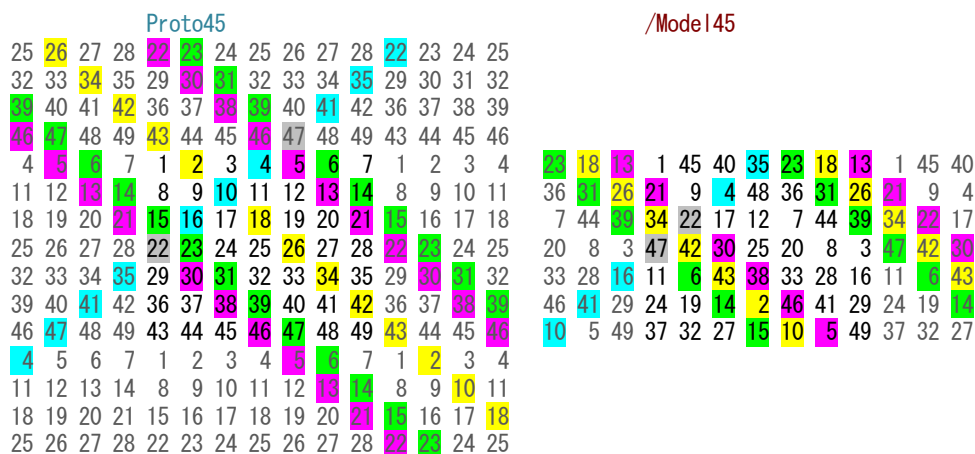 Proto45 /Model45
25 26 27 28 22 23 24 25 26 27 28 22 23 24 25
32 33 34 35 29 30 31 32 33 34 35 29 30 31 32
39 40 41 42 36 37 38 39 40 41 42 36 37 38 39
46 47 48 49 43 44 45 46 47 48 49 43 44 45 46
4 5 6 7 1 2 3 4 5 6 7 1 2 3 4 23 18 13 1 45 40 35 23 18 13 1 45 40
11 12 13 14 8 9 10 11 12 13 14 8 9 10 11 36 31 26 21 9 4 48 36 31 26 21 9 4
18 19 20 21 15 16 17 18 19 20 21 15 16 17 18 7 44 39 34 22 17 12 7 44 39 34 22 17
25 26 27 28 22 23 24 25 26 27 28 22 23 24 25 20 8 3 47 42 30 25 20 8 3 47 42 30
32 33 34 35 29 30 31 32 33 34 35 29 30 31 32 33 28 16 11 6 43 38 33 28 16 11 6 43
39 40 41 42 36 37 38 39 40 41 42 36 37 38 39 46 41 29 24 19 14 2 46 41 29 24 19 14
46 47 48 49 43 44 45 46 47 48 49 43 44 45 46 10 5 49 37 32 27 15 10 5 49 37 32 27
4 5 6 7 1 2 3 4 5 6 7 1 2 3 4
11 12 13 14 8 9 10 11 12 13 14 8 9 10 11
18 19 20 21 15 16 17 18 19 20 21 15 16 17 18
25 26 27 28 22 23 24 25 26 27 28 22 23 24 25